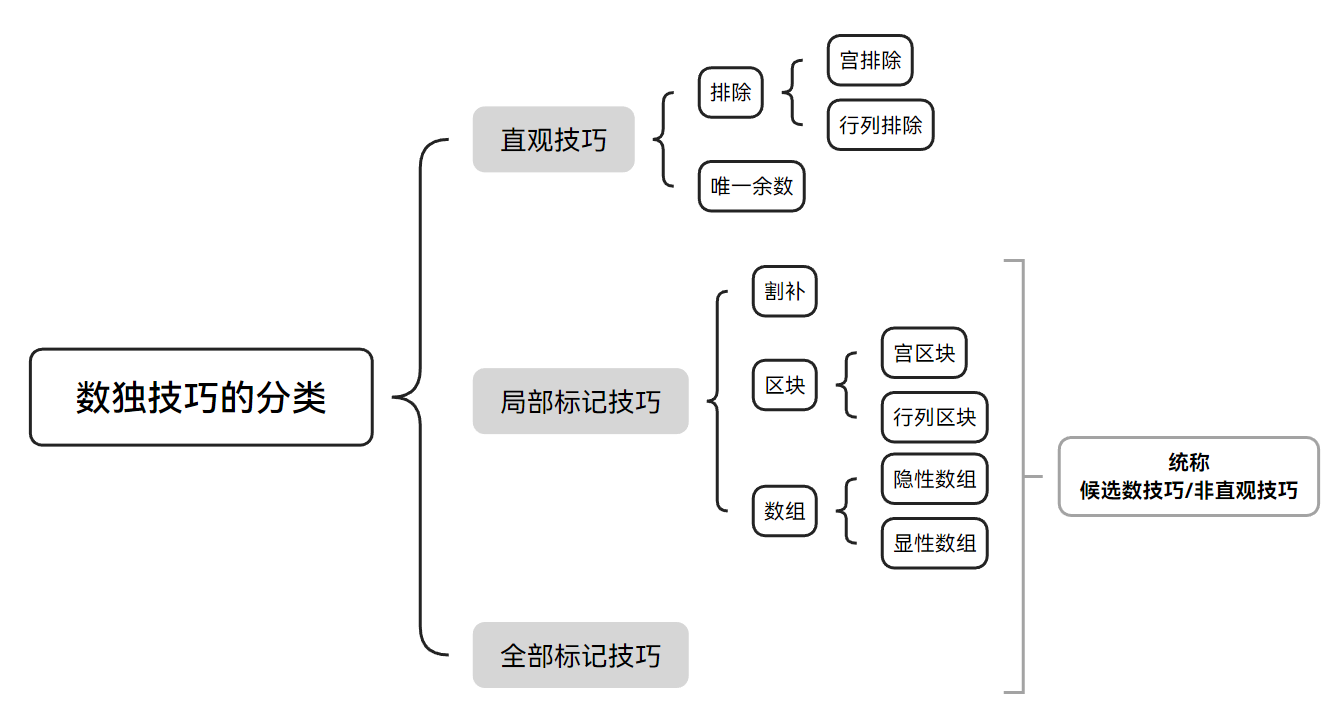 数独技巧的分类
直观技巧
排除
宫排除
行列排除
唯一余数
局部标记技巧
割补
区块
宫区块
行列区块
数组
隐性数组
显性数组
全部标记技巧
统称
候选数技巧/非直观技巧